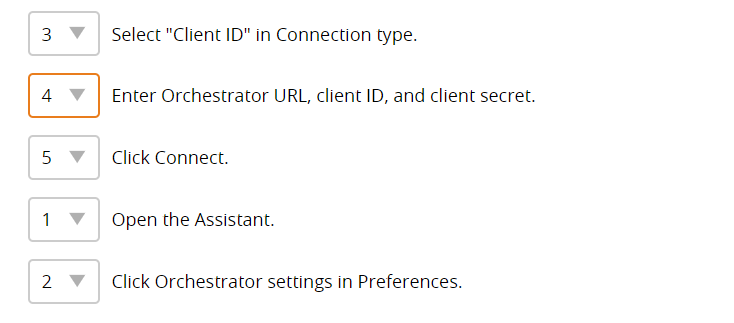 3 Select "Client ID" in Connection type.
4 Enter Orchestrator URL, client ID, and client secret.
5 Click Connect.
1 Open the Assistant.
2 Click Orchestrator settings in Preferences.